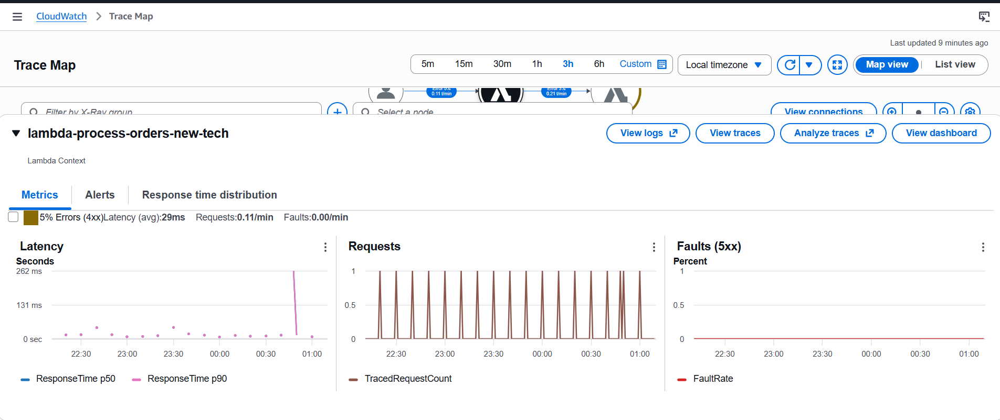 CloudWatch > Trace Map
Last updated 9 minutes ago
Trace Map
5m 15m 30m 1h 3h 6h Custom
Local timezone
Map view
List view
Error 5%
0.11 t/min
Error 3%
0.21 t/min
Filter by X-Ray group
Select a node
View connections
lambda-process-orders-new-tech
View logs
View traces
Analyze traces
View dashboard
Lambda Context
Metrics
Alerts
Response time distribution
5% Errors (4xx)Latency (avg):29ms Requests:0.11/min Faults:0.00/min
Latency
Seconds
262 ms
131 ms
0 sec
22:30 23:00 23:30 00:00 00:30 01:00
ResponseTime p50 ResponseTime p90
Requests
1
0.5
0
22:30 23:00 23:30 00:00 00:30 01:00
TracedRequestCount
Faults (5xx)
Percent
1
0.5
0
22:30 23:00 23:30 00:00 00:30 01:00
FaultRate